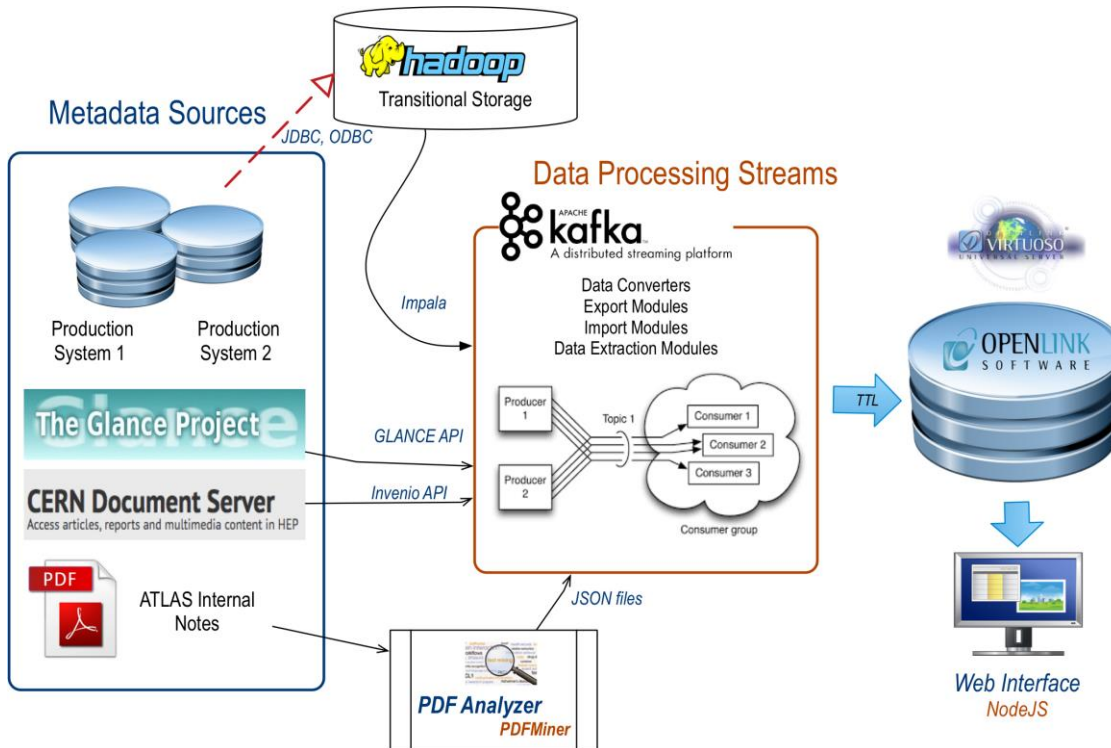 hadoop
Transitional Storage
Metadata Sources
JDBC, ODBC
Production
System 1
Production
System 2
The Glance Project
CERN Document Server
Access articles, reports and multimedia content in HEP
PDF
ATLAS Internal
Notes
Impala
GLANCE API
Invenio API
Data Processing Streams
APACHE
kafka
A distributed streaming platform
Data Converters
Export Modules
Import Modules
Data Extraction Modules
Producer
1
Producer
2
Topic 1
Consumer 1
Consumer 2
Consumer 3
Consumer group
JSON files
PDF Analyzer
PDFMiner
TTL
VIRTUOSO
UNIVERSAL SERVER
OPENLINK
SOFTWARE
Web Interface
NodeJS